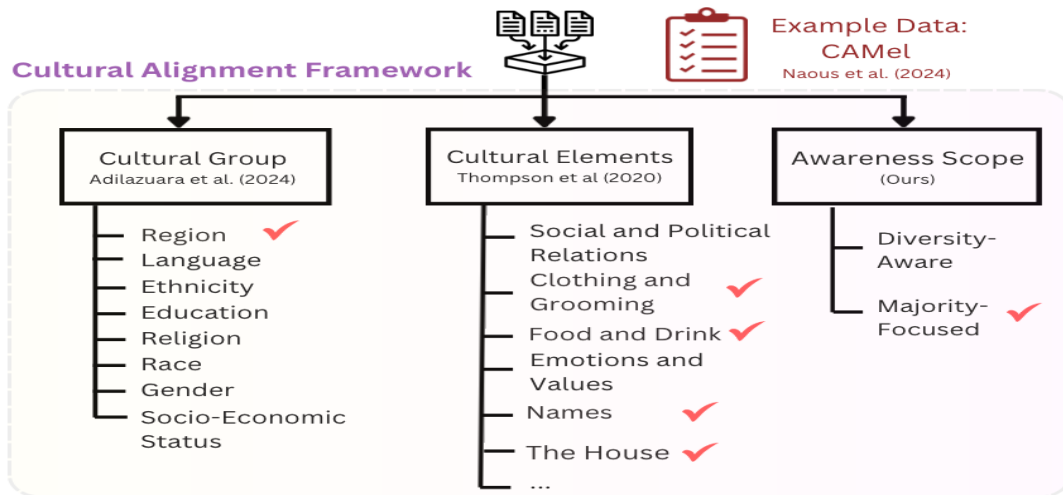 Example Data:
CAMel
Naous et al. (2024)
Cultural Alignment Framework
Cultural Group
Adilazuara et al. (2024)
Region
Language
Ethnicity
Education
Religion
Race
Gender
Socio-Economic
Status
Cultural Elements
Thompson et al (2020)
Social and Political
Relations
Clothing and
Grooming
Food and Drink
Emotions and
Values
Names
The House
...
Awareness Scope
(Ours)
Diversity-
Aware
Majority-
Focused